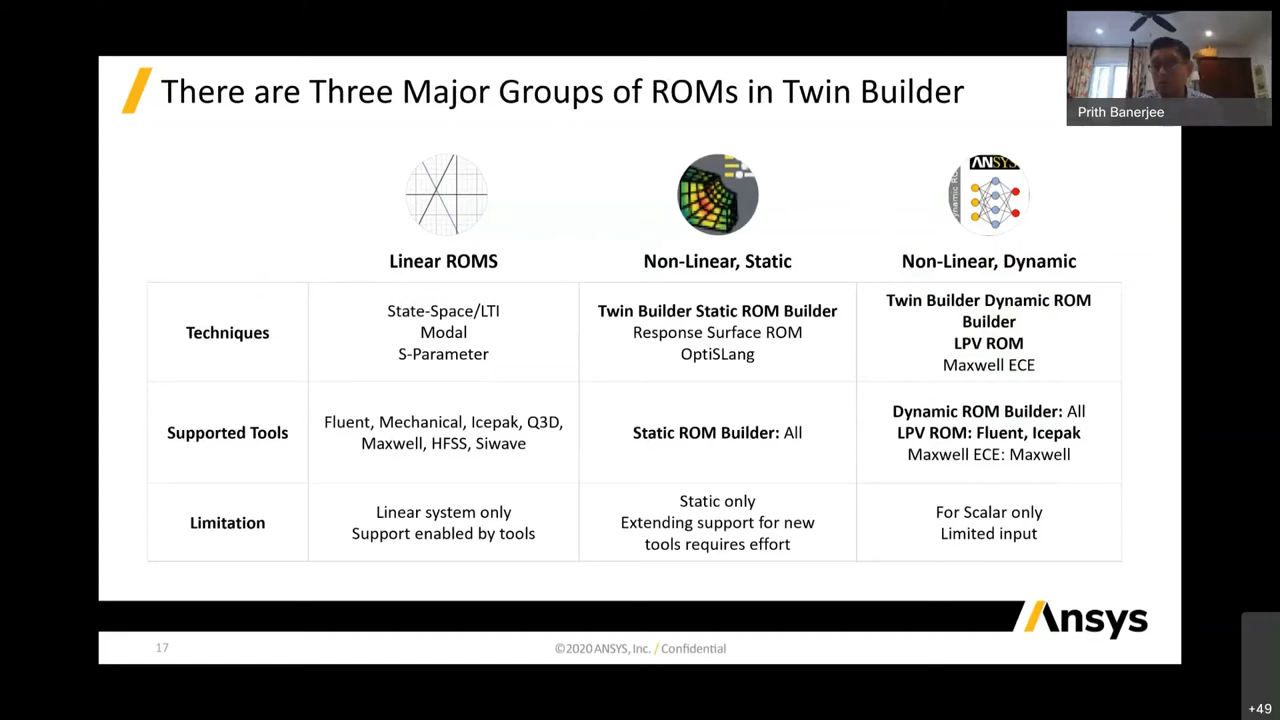 There are Three Major Groups of ROMs in Twin Builder
Prith Banerjee
ANSYS
Linear ROMS
Non-Linear, Static
Non-Linear, Dynamic
Techniques
State-Space/LTI
Modal
S-Parameter
Twin Builder Static ROM Builder
Response Surface ROM
OptiSLang
Twin Builder Dynamic ROM
Builder
LPV ROM
Maxwell ECE
Supported Tools
Fluent, Mechanical, Icepak, Q3D,
Maxwell, HFSS, Siwave
Static ROM Builder: All
Dynamic ROM Builder: All
LPV ROM: Fluent, Icepak
Maxwell ECE: Maxwell
Limitation
Linear system only
Support enabled by tools
Static only
Extending support for new
tools requires effort
For Scalar only
Limited input
Ansys
17
©2020 ANSYS, Inc. / Confidential
+49